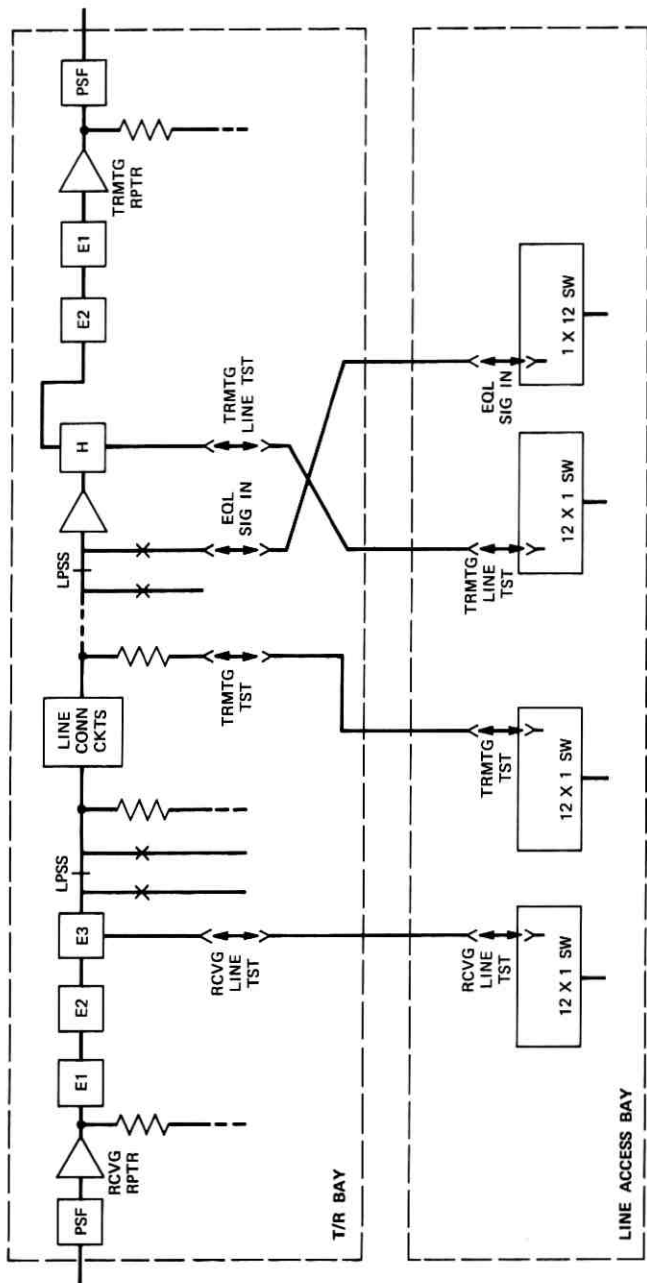 PSF
RCVG
RPTR
E1
E2
E3
LPSS
LINE
CONN
CKTS
LPSS
H
E2
E1
TRMTG
RPTR
PSF
RCVG
LINE
TST
TRMTG
TST
EQL
SIG IN
TRMTG
LINE TST
T/R BAY
RCVG
LINE
TST
TRMTG
TST
TRMTG
LINE
TST
EQL
SIG IN
12 X 1 SW
12 X 1 SW
12 X 1 SW
1 X 12 SW
LINE ACCESS BAY